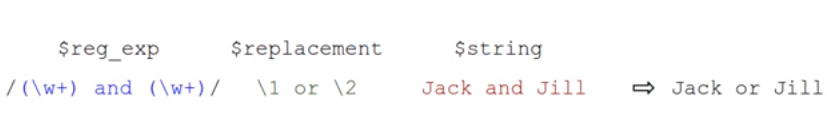 $reg_exp $replacement $string
/(\w+) and (\w+)/ \1 or \2 Jack and Jill ⇨ Jack or Jill